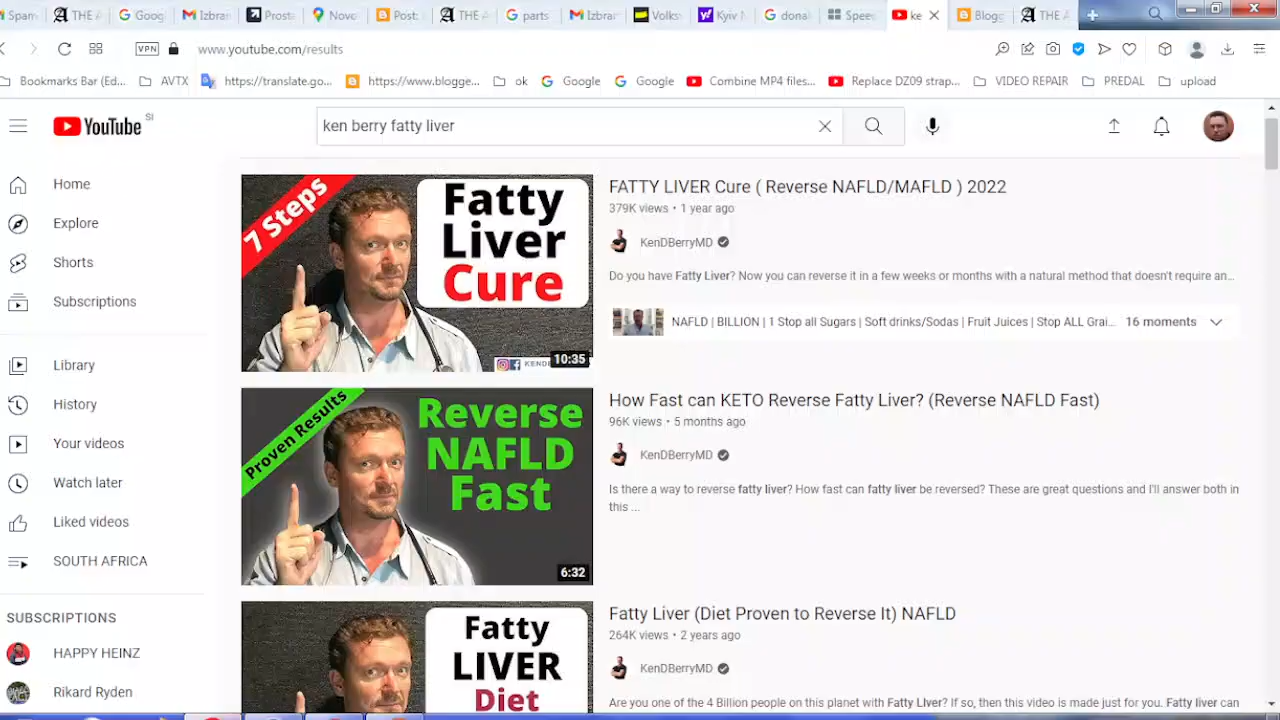 Spam
THE A
Goog
Izbran
Prosta
Novo
Post:
THE A
parts
Izbra
Volks
Kyiv
dona
Speed
ke
Blogg
THE A
VPN
www.youtube.com/results
Bookmarks Bar (Ed...
AVTX
https://translate.go...
https://www.blogge...
ok
Google
Google
Combine MP4 files...
Replace DZ09 strap...
VIDEO REPAIR
PREDAL
upload
YouTube SI
ken berry fatty liver
Home
Explore
Shorts
Subscriptions
Library
History
Your videos
Watch later
Liked videos
SOUTH AFRICA
SUBSCRIPTIONS
HAPPY HEINZ
Rikard Ryden
7 Steps
Fatty
Liver
Cure
10:35
FATTY LIVER Cure ( Reverse NAFLD/MAFLD ) 2022
379K views • 1 year ago
KenDBerryMD
Do you have Fatty Liver? Now you can reverse it in a few weeks or months with a natural method that doesn't require an...
NAFLD | BILLION | 1 Stop all Sugars | Soft drinks/Sodas | Fruit Juices | Stop ALL Grai...
16 moments
Proven Results
Reverse
NAFLD
Fast
6:32
How Fast can KETO Reverse Fatty Liver? (Reverse NAFLD Fast)
96K views • 5 months ago
KenDBerryMD
Is there a way to reverse fatty liver? How fast can fatty liver be reversed? These are great questions and I'll answer both in
this ...
Fatty
LIVER
Diet
Fatty Liver (Diet Proven to Reverse It) NAFLD
264K views • 2 years ago
KenDBerryMD
Are you one of the 4 Billion people on this planet with Fatty LIver? If so, then this video is made just for you. Fatty liver can